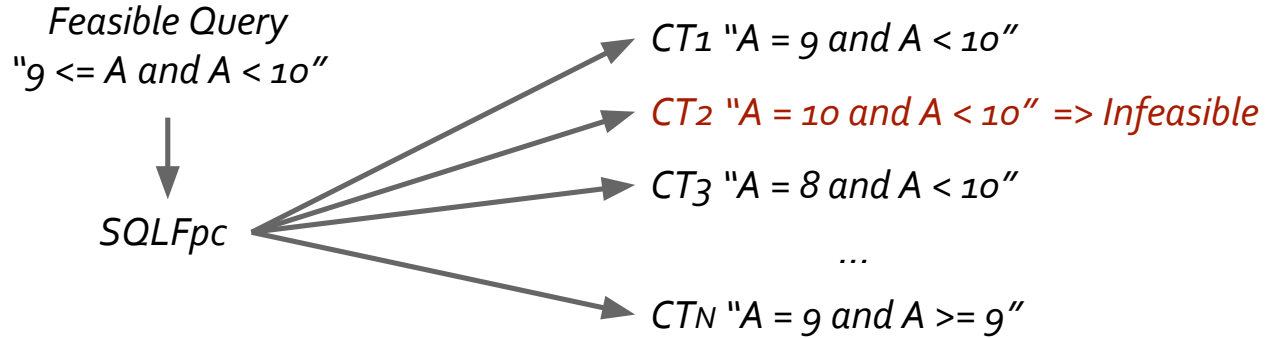 Feasible Query
"9 <= A and A < 10"
SQLFpc
CT1 "A = 9 and A < 10"
CT2 "A = 10 and A < 10" => Infeasible
CT3 "A = 8 and A < 10"
...
CTN "A = 9 and A >= 9"